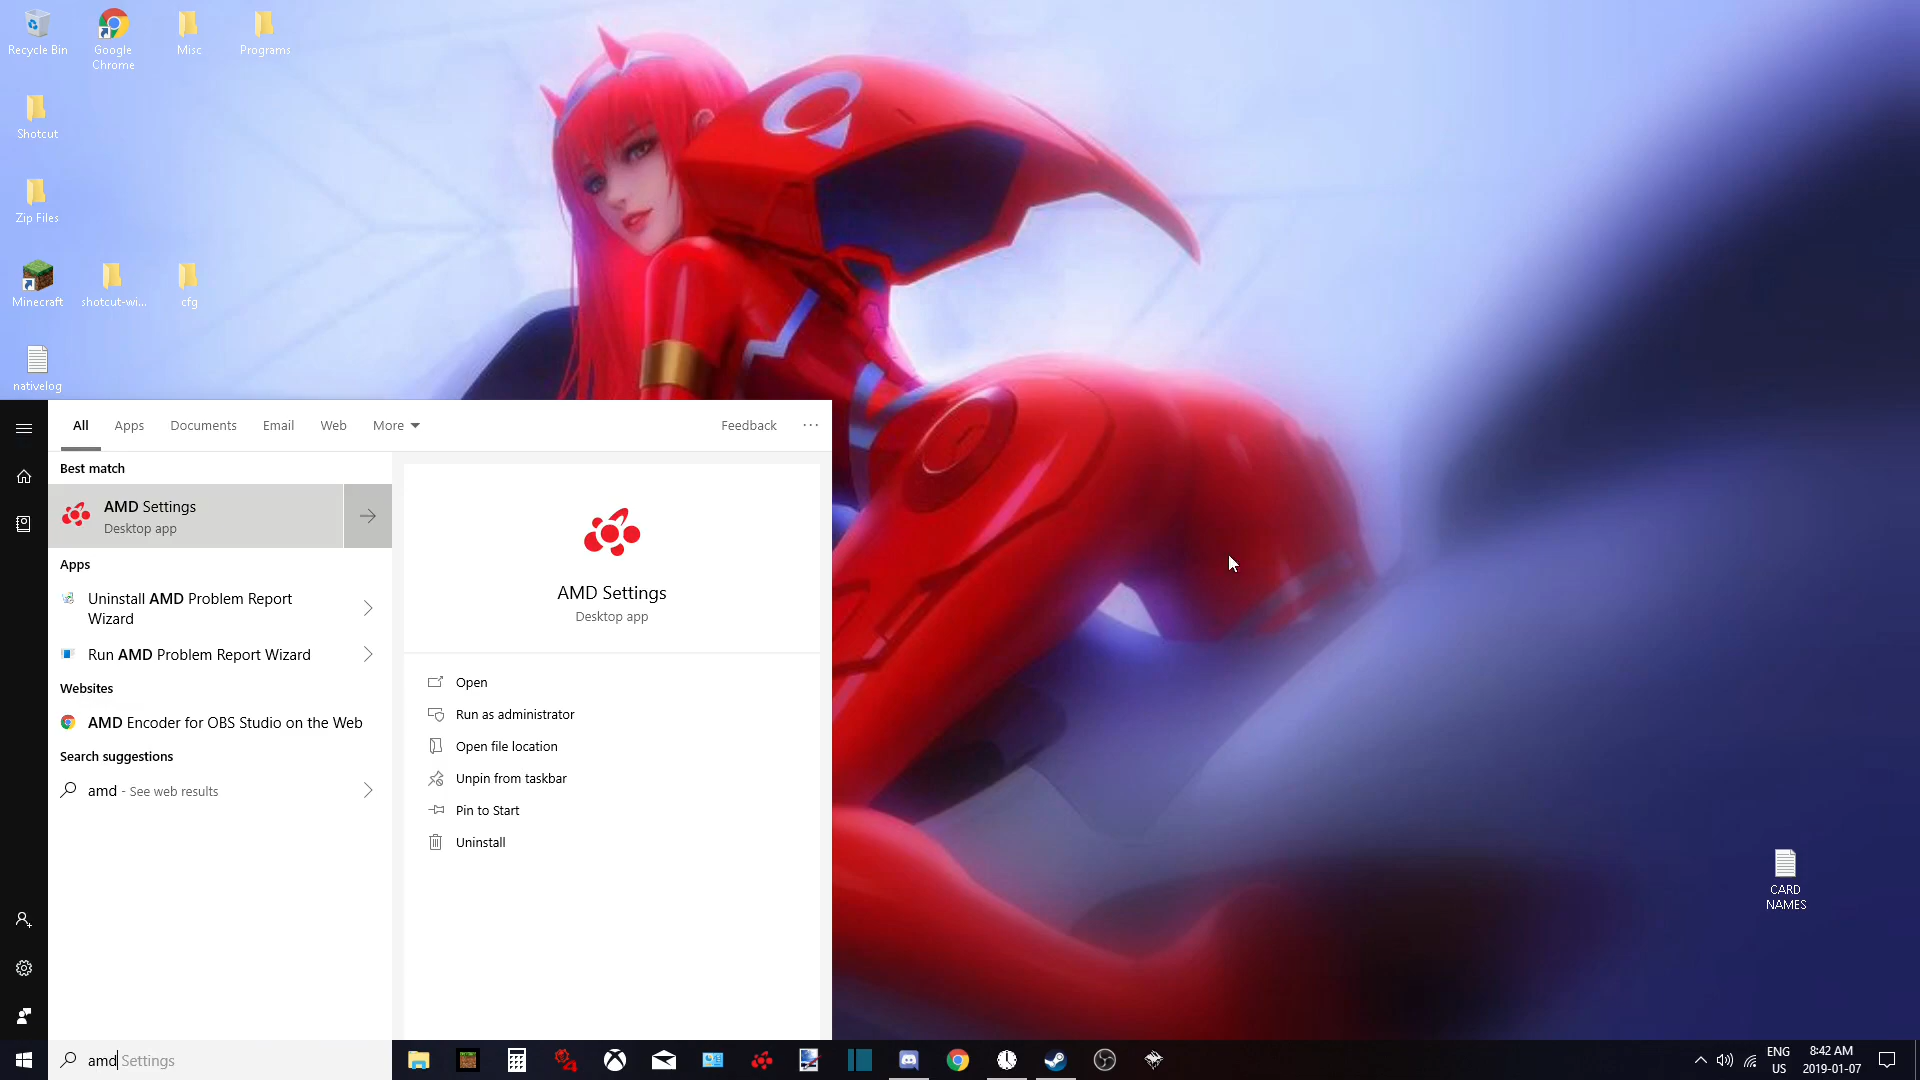 Recycle Bin
Google
Chrome
Misc
Programs
Shotcut
Zip Files
Minecraft
shotcut-wi...
cfg
nativelog
All
Apps
Documents
Email
Web
More
Feedback
Best match
AMD Settings
Desktop app
Apps
Uninstall AMD Problem Report
Wizard
Run AMD Problem Report Wizard
Websites
AMD Encoder for OBS Studio on the Web
Search suggestions
amd - See web results
AMD Settings
Desktop app
Open
Run as administrator
Open file location
Unpin from taskbar
Pin to Start
Uninstall
CARD
NAMES
amd Settings
4
ENG
US
8:42 AM
2019-01-07